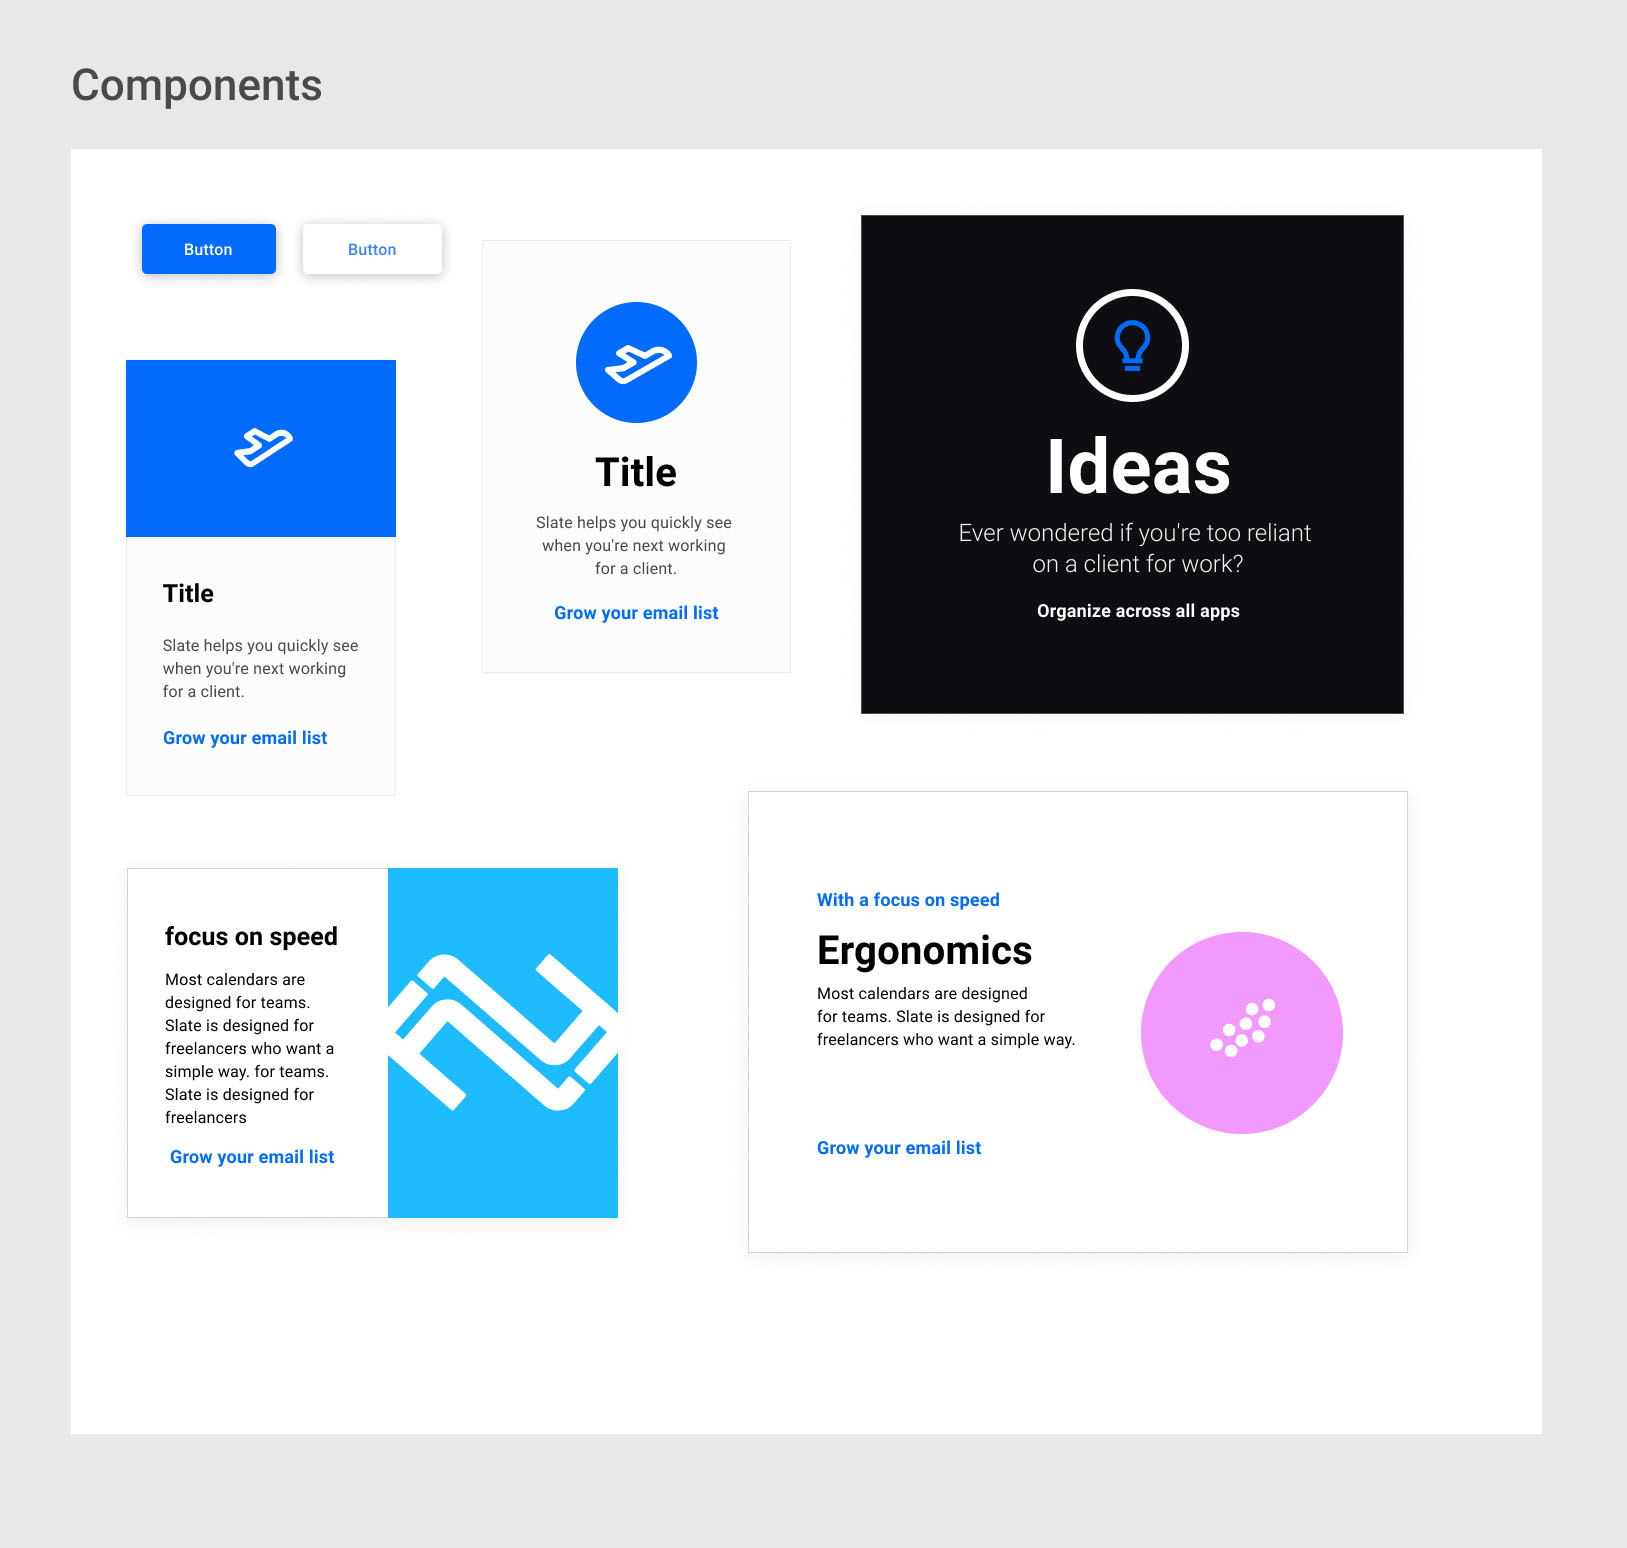 Components
Button
Button
Title
Slate helps you quickly see
when you're next working
for a client.
Grow your email list
Title
Slate helps you quickly see
when you're next working
for a client.
Grow your email list
Ideas
Ever wondered if you're too reliant
on a client for work?
Organize across all apps
focus on speed
Most calendars are
designed for teams.
Slate is designed for
freelancers who want a
simple way. for teams.
Slate is designed for
freelancers
Grow your email list
With a focus on speed
Ergonomics
Most calendars are designed
for teams. Slate is designed for
freelancers who want a simple way.
Grow your email list